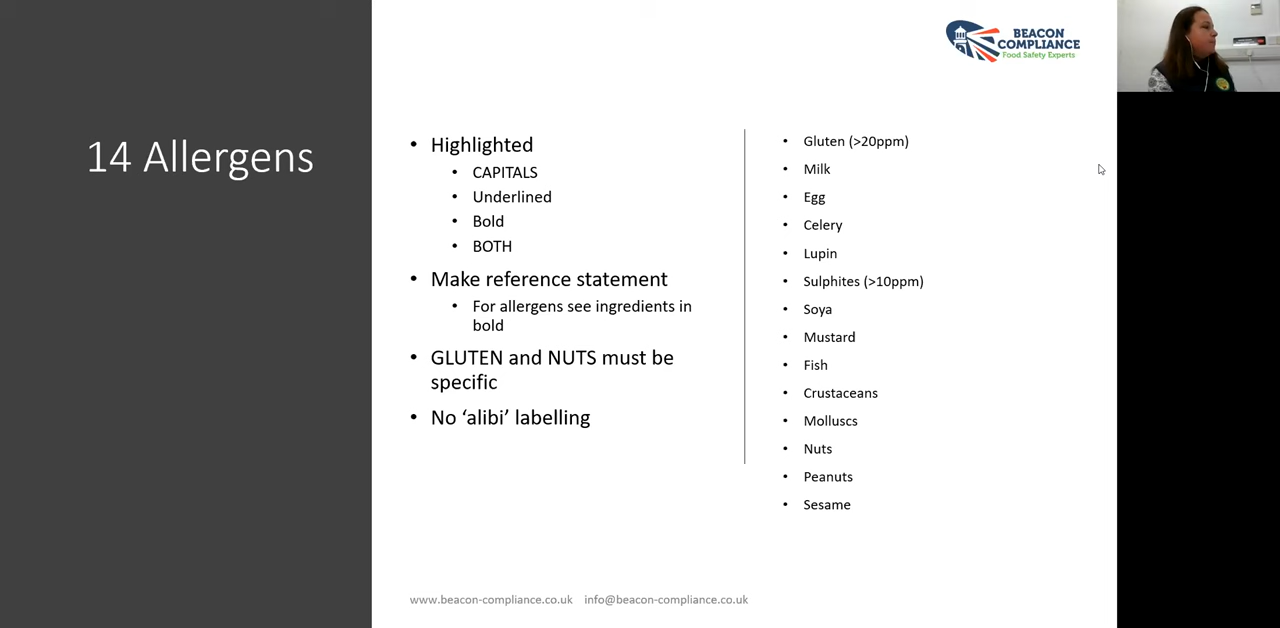 BEACON
COMPLIANCE
Food Safety Experts
14 Allergens
• Highlighted
• CAPITALS
• Underlined
• Bold
• BOTH
• Make reference statement
• For allergens see ingredients in
bold
• GLUTEN and NUTS must be
specific
• No ‘alibi’ labelling
• Gluten (>20ppm)
• Milk
• Egg
• Celery
• Lupin
• Sulphites (>10ppm)
• Soya
• Mustard
• Fish
• Crustaceans
• Molluscs
• Nuts
• Peanuts
• Sesame
www.beacon-compliance.co.uk info@beacon-compliance.co.uk